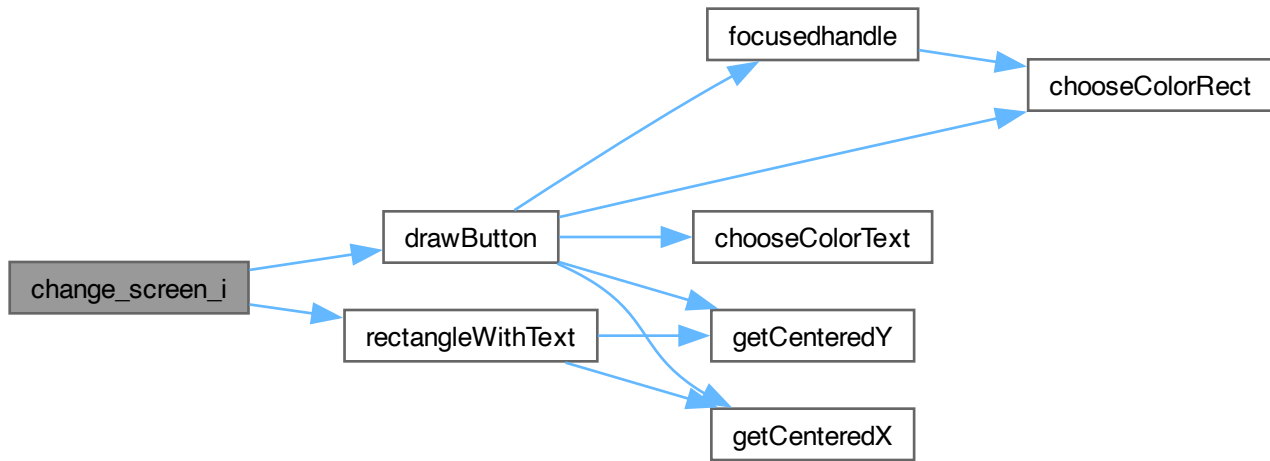 focusedhandle
chooseColorRect
drawButton
chooseColorText
change_screen_i
rectangleWithText
getCenteredY
getCenteredX